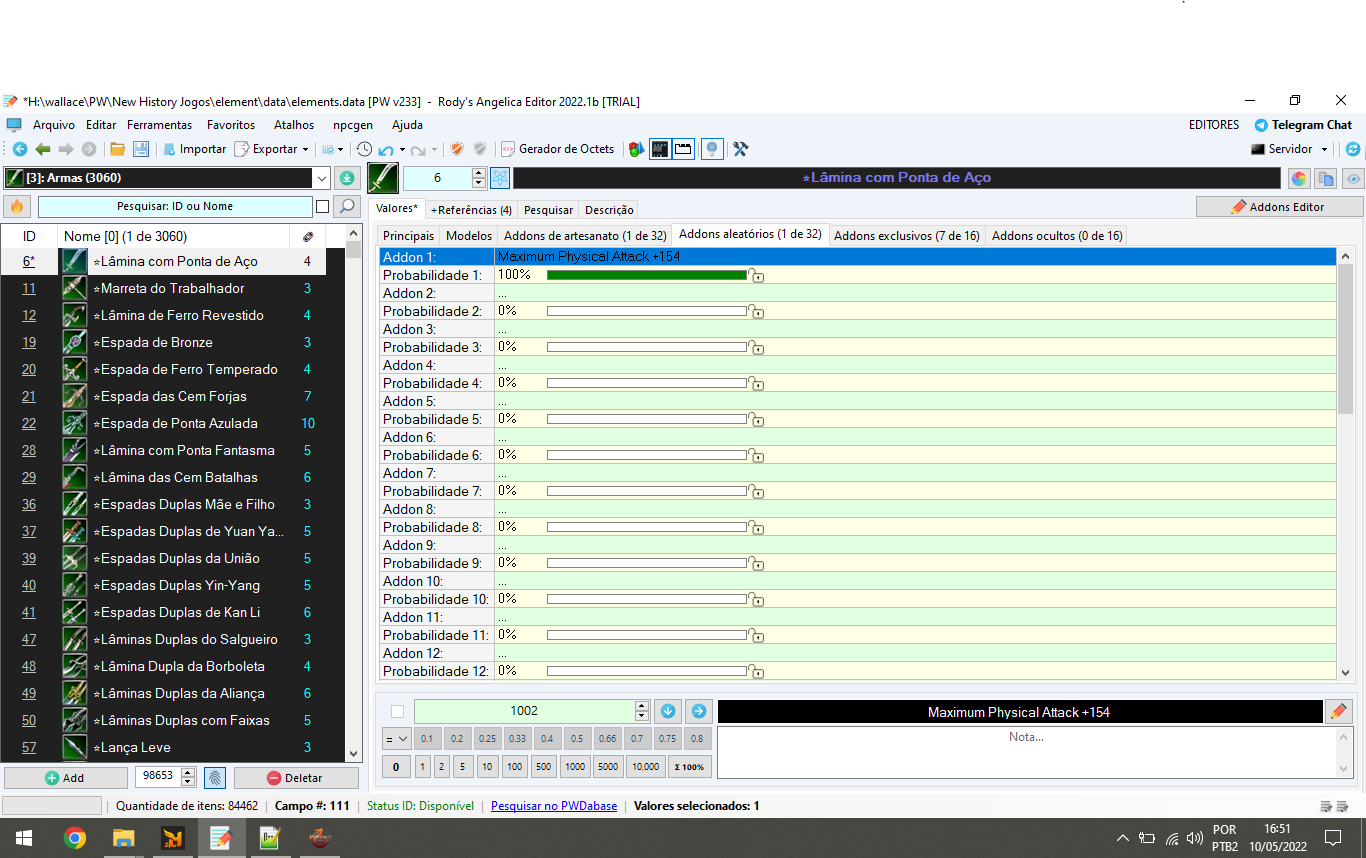 *H:\wallace\PW\New History Jogos\element\data\elements.data [PW v233] - Rody's Angelica Editor 2022.1b [TRIAL]
Arquivo Editar Ferramentas Favoritos Atalhos npcgen Ajuda EDITORES Telegram Chat
Importar Exportar Gerador de Octets Servidor
[3]: Armas (3060) 6 ☆Lâmina com Ponta de Aço
Pesquisar: ID ou Nome Valores* +Referências (4) Pesquisar Descrição Addons Editor
Principais Modelos Addons de artesanato (1 de 32) Addons aleatórios (1 de 32) Addons exclusivos (7 de 16) Addons ocultos (0 de 16)
ID Nome [0] (1 de 3060)
6* ☆Lâmina com Ponta de Aço 4
11 ☆Marreta do Trabalhador 3
12 ☆Lâmina de Ferro Revestido 4
19 ☆Espada de Bronze 3
20 ☆Espada de Ferro Temperado 4
21 ☆Espada das Cem Forjas 7
22 ☆Espada de Ponta Azulada 10
28 ☆Lâmina com Ponta Fantasma 5
29 ☆Lâmina das Cem Batalhas 6
36 ☆Espadas Duplas Mãe e Filho 3
37 ☆Espadas Duplas de Yuan Ya... 5
39 ☆Espadas Duplas da União 5
40 ☆Espadas Duplas Yin-Yang 5
41 ☆Espadas Duplas de Kan Li 6
47 ☆Lâminas Duplas do Salgueiro 3
48 ☆Lâmina Dupla da Borboleta 4
49 ☆Lâminas Duplas da Aliança 6
50 ☆Lâminas Duplas com Faixas 5
57 ☆Lança Leve 3
Add 98653 Deletar
Addon 1: Maximum Physical Attack +154
Probabilidade 1: 100%
Addon 2: ...
Probabilidade 2: 0%
Addon 3: ...
Probabilidade 3: 0%
Addon 4: ...
Probabilidade 4: 0%
Addon 5: ...
Probabilidade 5: 0%
Addon 6: ...
Probabilidade 6: 0%
Addon 7: ...
Probabilidade 7: 0%
Addon 8: ...
Probabilidade 8: 0%
Addon 9: ...
Probabilidade 9: 0%
Addon 10: ...
Probabilidade 10: 0%
Addon 11: ...
Probabilidade 11: 0%
Addon 12: ...
Probabilidade 12: 0%
1002 Maximum Physical Attack +154
= 0.1 0.2 0.25 0.33 0.4 0.5 0.66 0.7 0.75 0.8 Nota...
0 1 2 5 10 100 500 1000 5000 10,000 Σ 100%
Quantidade de itens: 84462 Campo #: 111 Status ID: Disponível Pesquisar no PWDabase Valores selecionados: 1
POR 16:51
PTB2 10/05/2022